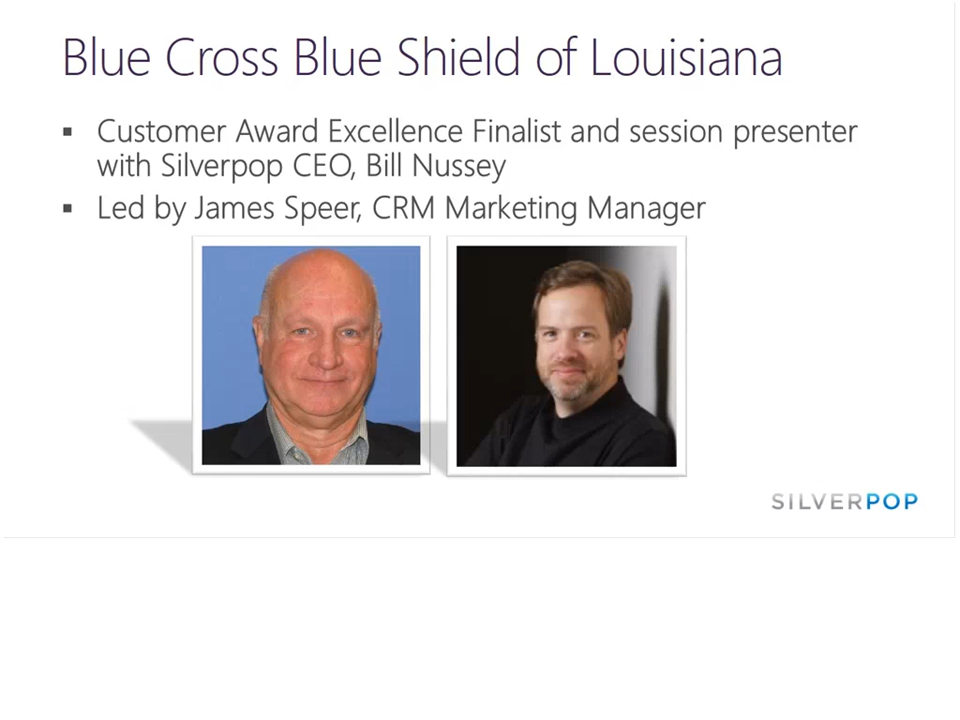 Blue Cross Blue Shield of Louisiana
▪ Customer Award Excellence Finalist and session presenter
with Silverpop CEO, Bill Nussey
▪ Led by James Speer, CRM Marketing Manager
SILVERPOP